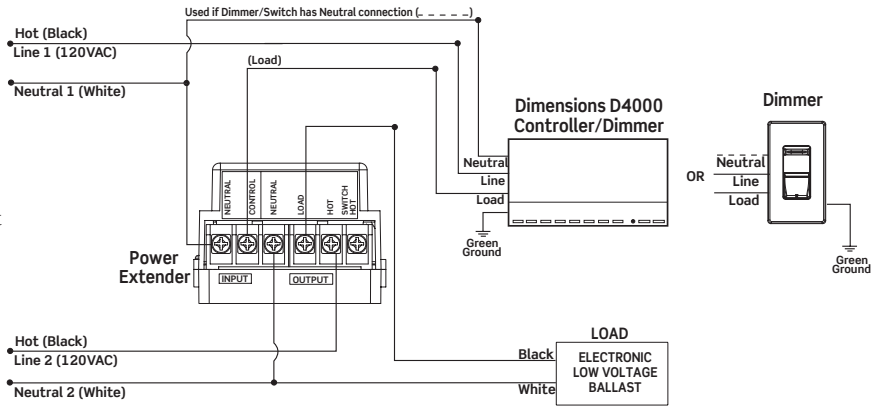 Used if Dimmer/Switch has Neutral connection (_ _ _ _ _)
Hot (Black)
Line 1 (120VAC)
(Load)
Neutral 1 (White)
Dimensions D4000
Controller/Dimmer
Dimmer
Neutral
Line
Load
OR
Neutral
Line
Load
Green
Ground
Green
Ground
NEUTRAL
CONTROL
NEUTRAL
LOAD
HOT
SWITCH
HOT
Power
Extender
INPUT
OUTPUT
Hot (Black)
Line 2 (120VAC)
Neutral 2 (White)
LOAD
Black
White
ELECTRONIC
LOW VOLTAGE
BALLAST